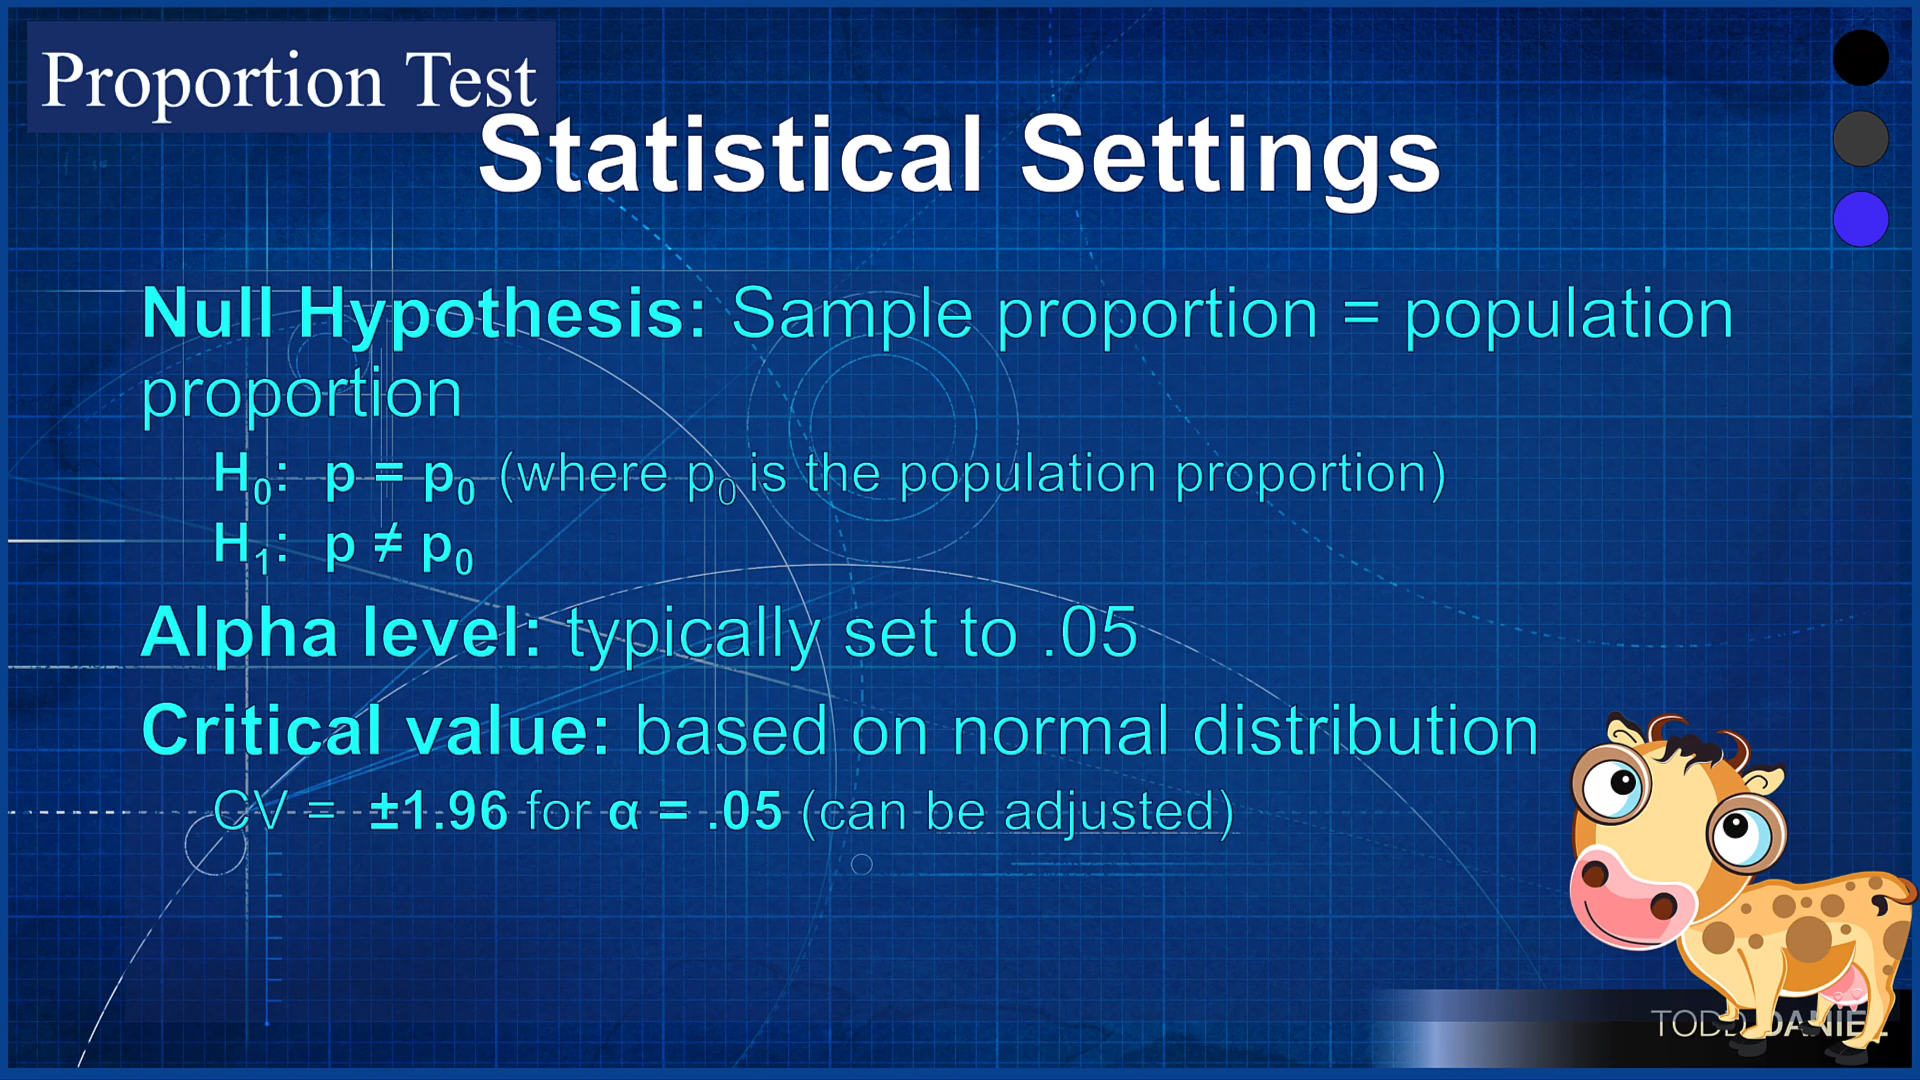 Proportion Test
Statistical Settings
Null Hypothesis: Sample proportion = population
proportion
H₀: p = p₀ (where p₀ is the population proportion)
H₁: p ≠ p₀
Alpha level: typically set to .05
Critical value: based on normal distribution
CV = ±1.96 for α = .05 (can be adjusted)
TODD DANIEL